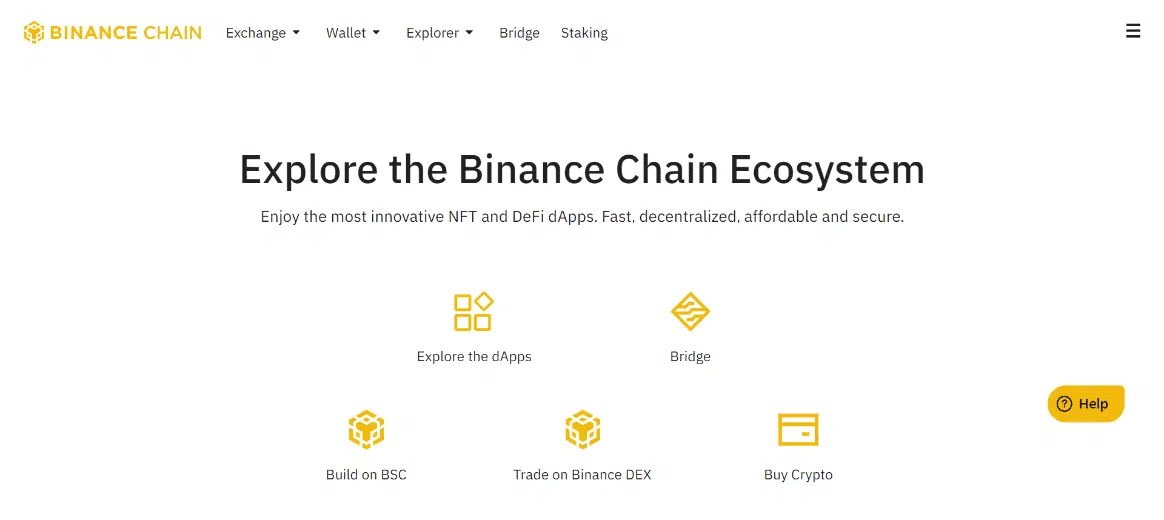 BINANCE CHAIN Exchange Wallet Explorer Bridge Staking
Explore the Binance Chain Ecosystem
Enjoy the most innovative NFT and DeFi dApps. Fast, decentralized, affordable and secure.
Explore the dApps Bridge
Help
Build on BSC Trade on Binance DEX Buy Crypto